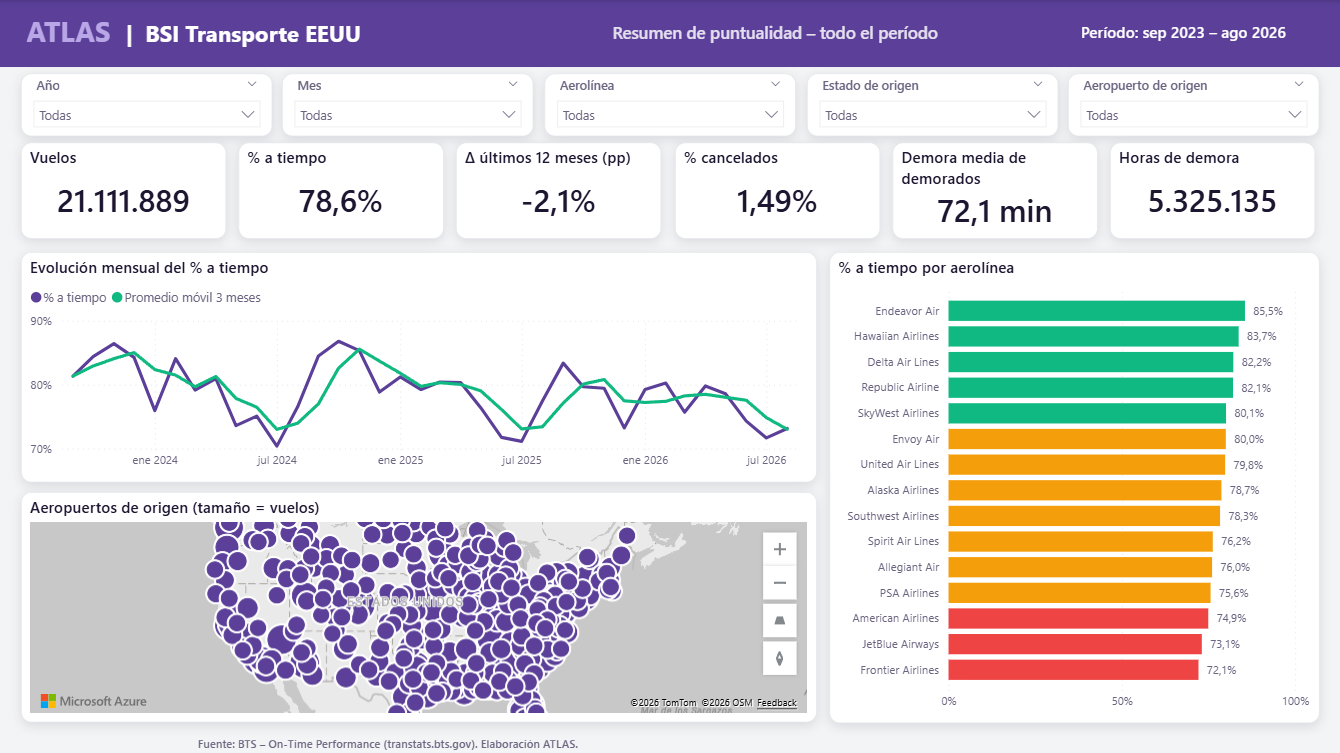 ATLAS | BSI Transporte EEUU
Resumen de puntualidad – todo el período
Período: sep 2023 – ago 2026
Año
Todas
Mes
Todas
Aerolínea
Todas
Estado de origen
Todas
Aeropuerto de origen
Todas
Vuelos
21.111.889
% a tiempo
78,6%
Δ últimos 12 meses (pp)
-2,1%
% cancelados
1,49%
Demora media de
demorados
72,1 min
Horas de demora
5.325.135
Evolución mensual del % a tiempo
% a tiempo
Promedio móvil 3 meses
90%
80%
70%
ene 2024
jul 2024
ene 2025
jul 2025
ene 2026
jul 2026
Aeropuertos de origen (tamaño = vuelos)
ESTADOS UNIDOS
Microsoft Azure
©2026 TomTom ©2026 OSM Feedback
Mar de los Sargazos
% a tiempo por aerolínea
Endeavor Air 85,5%
Hawaiian Airlines 83,7%
Delta Air Lines 82,2%
Republic Airline 82,1%
SkyWest Airlines 80,1%
Envoy Air 80,0%
United Air Lines 79,8%
Alaska Airlines 78,7%
Southwest Airlines 78,3%
Spirit Air Lines 76,2%
Allegiant Air 76,0%
PSA Airlines 75,6%
American Airlines 74,9%
JetBlue Airways 73,1%
Frontier Airlines 72,1%
0%
50%
100%
Fuente: BTS – On-Time Performance (transtats.bts.gov). Elaboración ATLAS.